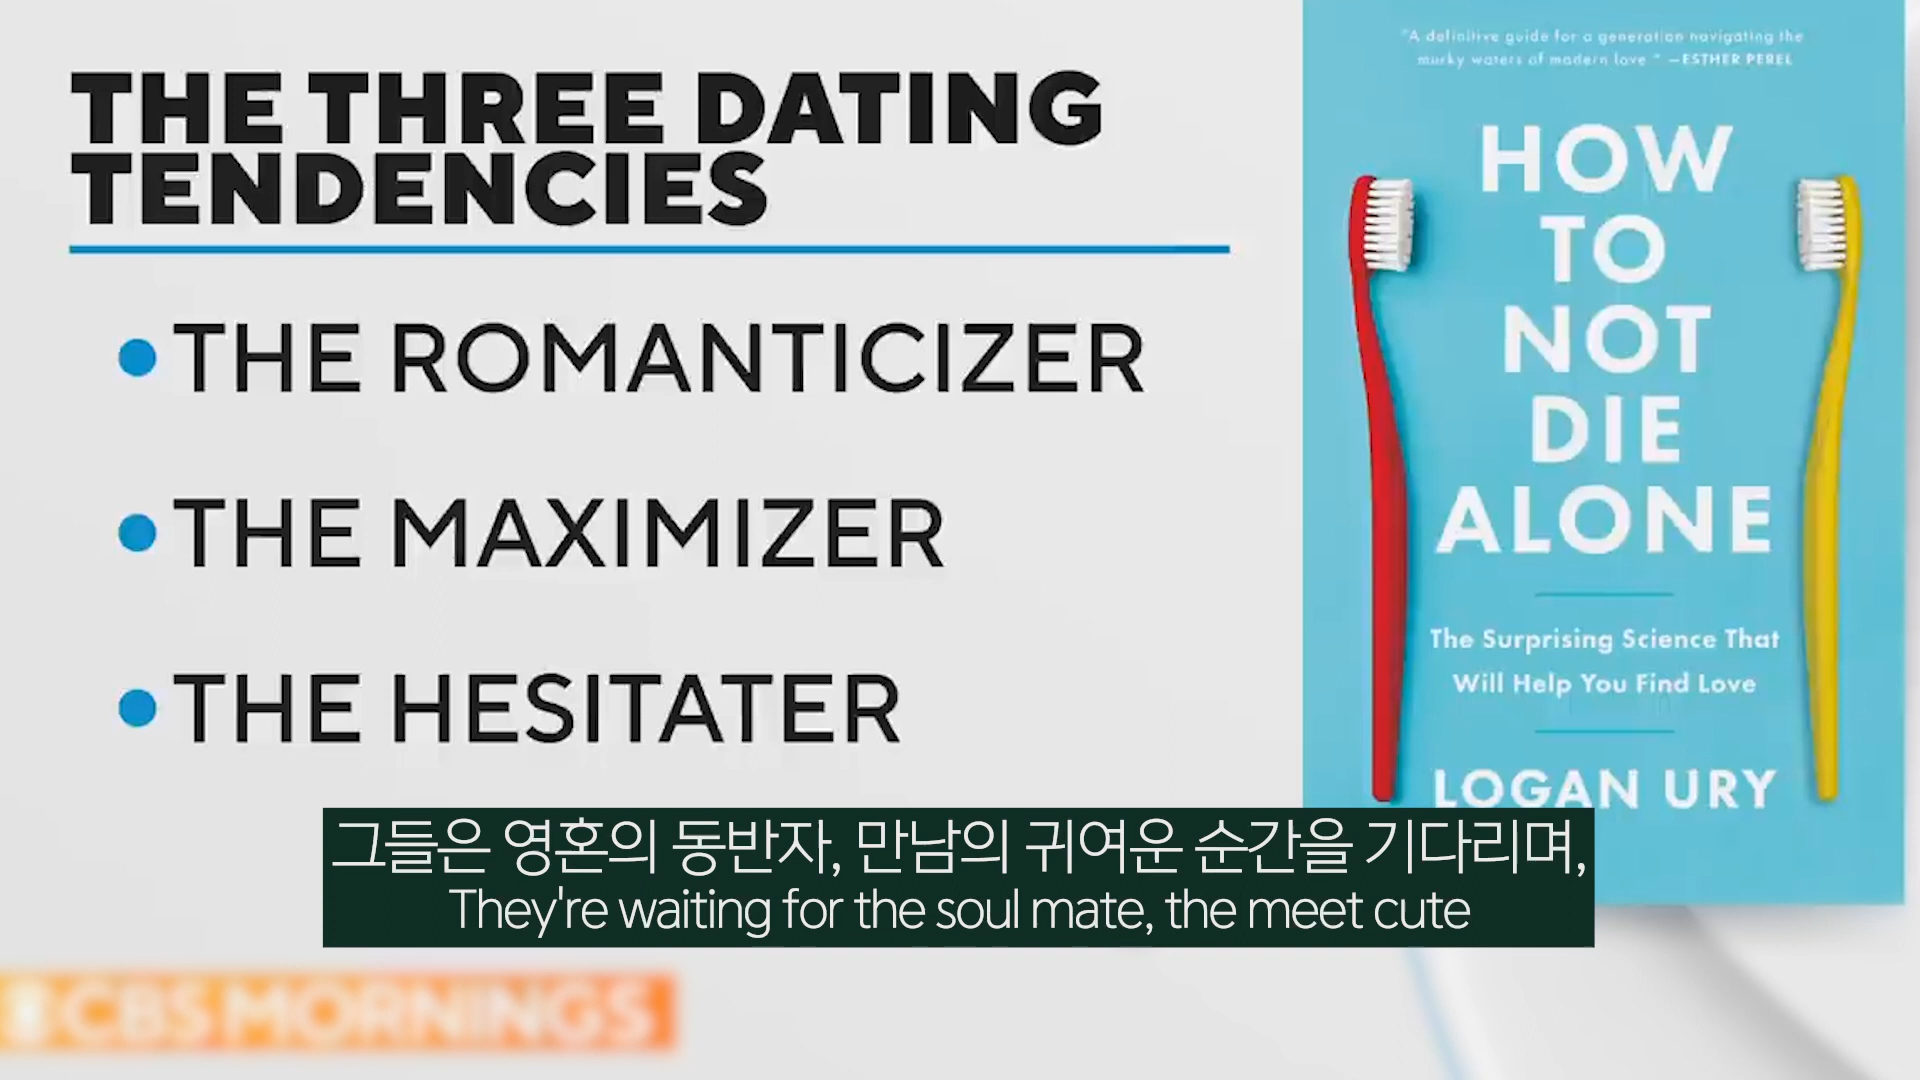 THE THREE DATING
TENDENCIES
• THE ROMANTICIZER
• THE MAXIMIZER
• THE HESITATER
"A definitive guide for a generation navigating the
murky waters of modern love." —ESTHER PEREL
HOW
TO
NOT
DIE
ALONE
The Surprising Science That
Will Help You Find Love
LOGAN URY
그들은 영혼의 동반자, 만남의 귀여운 순간을 기다리며,
They're waiting for the soul mate, the meet cute
CBS MORNINGS